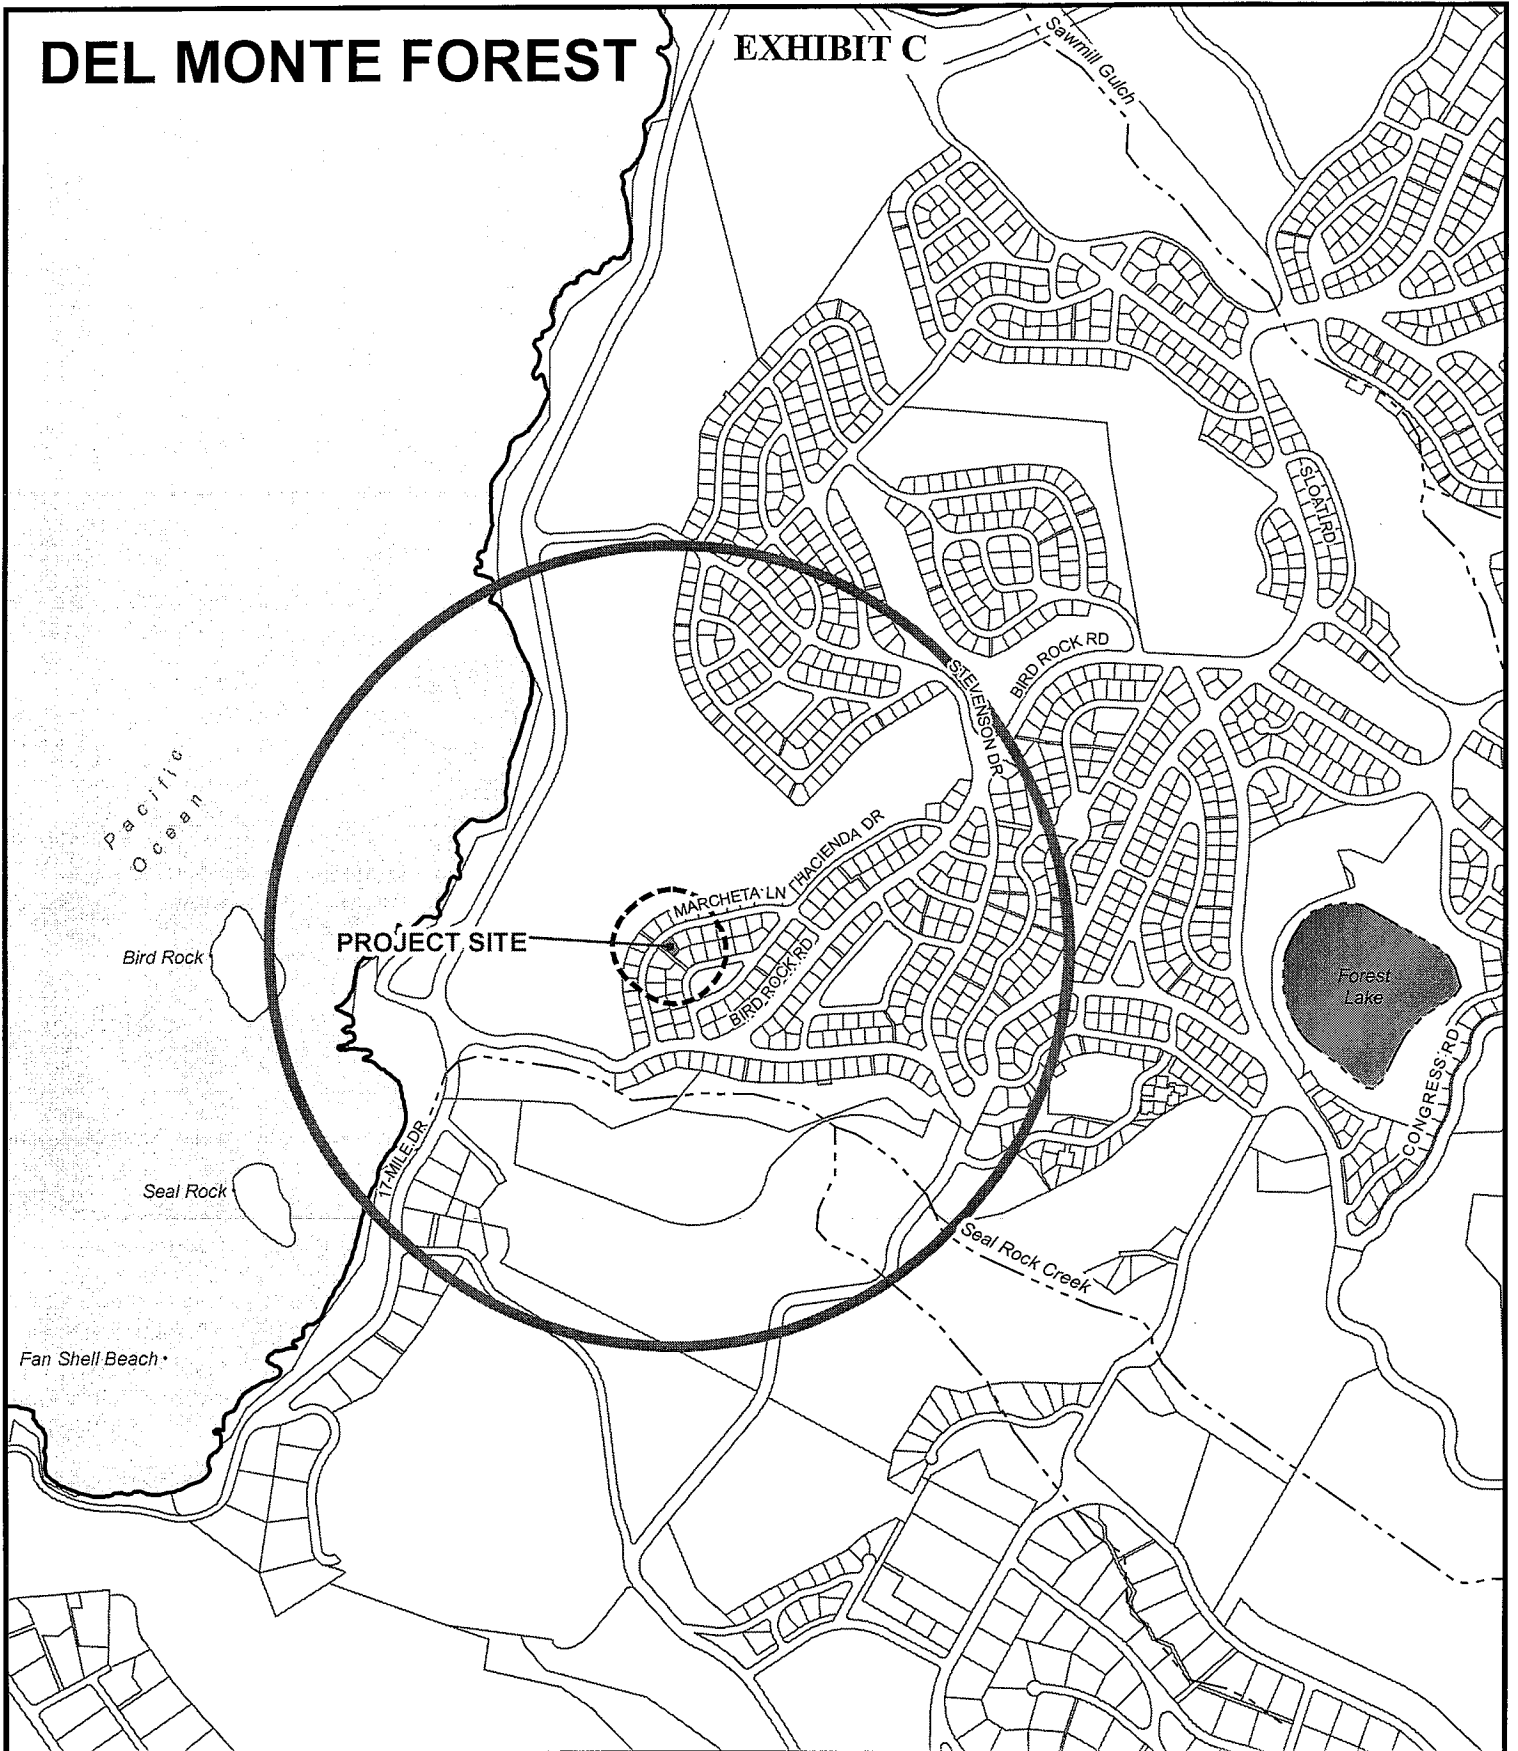 DEL MONTE FOREST
EXHIBIT C
Sawmill Gulch
SLOAT RD
BIRD ROCK RD
STEVENSON DR
Pacific
Ocean
HACIENDA DR
MARCHETA LN
PROJECT SITE
Bird Rock
BIRD ROCK RD
Forest
Lake
CONGRESS RD
17-MILE DR
Seal Rock
Seal Rock Creek
Fan Shell Beach